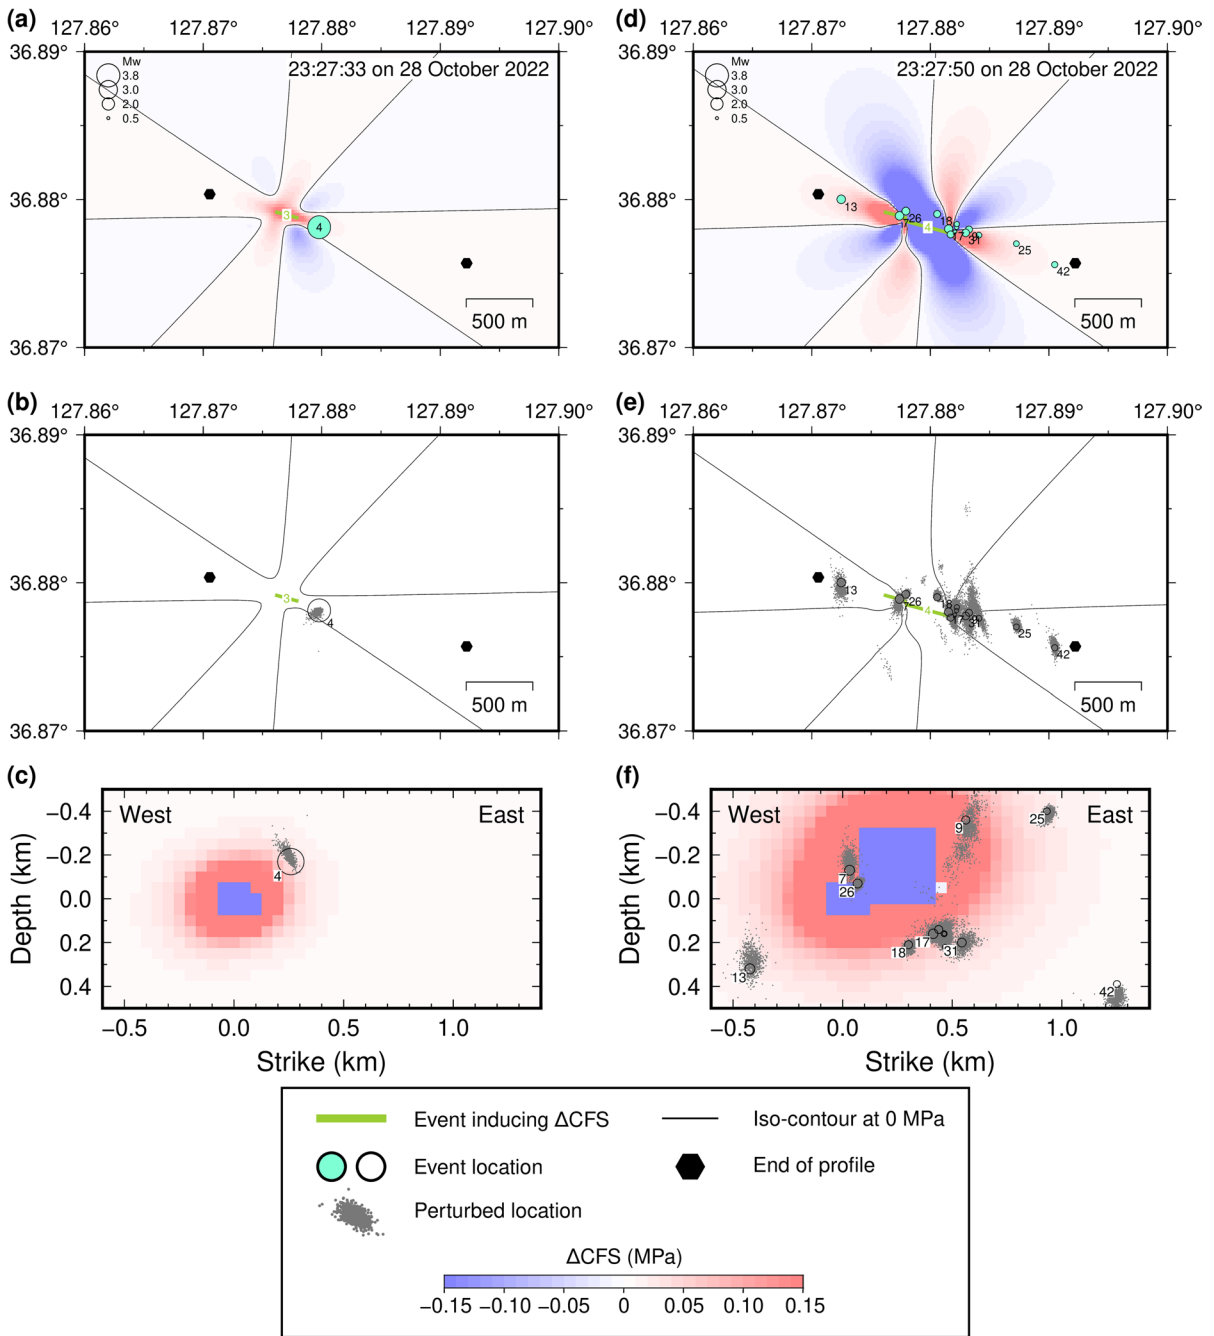 (a)
127.86° 127.87° 127.88° 127.89° 127.90°
36.89°
36.88°
36.87°
Mw
3.8
3.0
2.0
0.5
23:27:33 on 28 October 2022
3
4
500 m
(d)
127.86° 127.87° 127.88° 127.89° 127.90°
36.89°
36.88°
36.87°
Mw
3.8
3.0
2.0
0.5
23:27:50 on 28 October 2022
13
7
26
18
4
17
9
31
25
42
500 m
(b)
127.86° 127.87° 127.88° 127.89° 127.90°
36.89°
36.88°
36.87°
3
4
500 m
(e)
127.86° 127.87° 127.88° 127.89° 127.90°
36.89°
36.88°
36.87°
13
7
26
18
4
17
31
25
42
500 m
(c)
West East
−0.4
−0.2
0.0
0.2
0.4
Depth (km)
4
−0.5 0.0 0.5 1.0
Strike (km)
(f)
West East
−0.4
−0.2
0.0
0.2
0.4
Depth (km)
9
25
7
26
17
18
31
13
42
−0.5 0.0 0.5 1.0
Strike (km)
Event inducing ΔCFS
Iso-contour at 0 MPa
Event location
End of profile
Perturbed location
ΔCFS (MPa)
−0.15 −0.10 −0.05 0 0.05 0.10 0.15